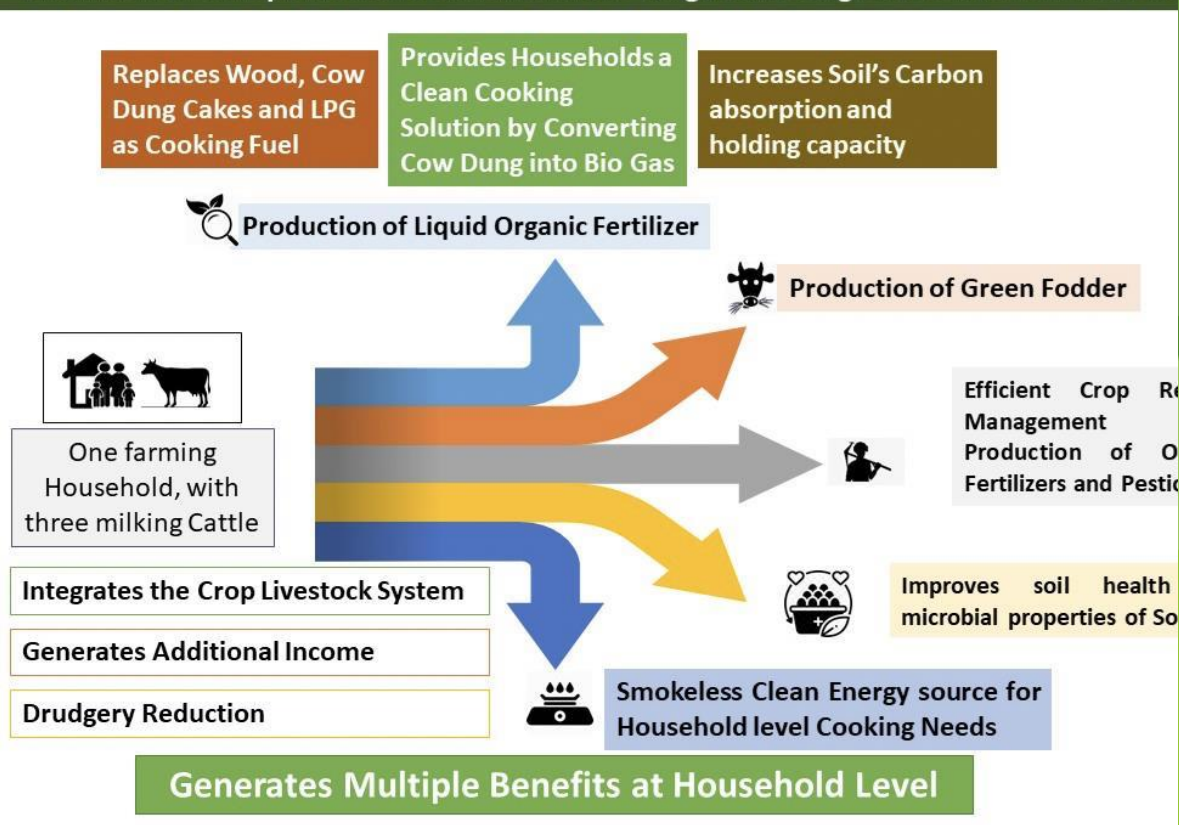 Replaces Wood, Cow
Dung Cakes and LPG
as Cooking Fuel
Provides Households a
Clean Cooking
Solution by Converting
Cow Dung into Bio Gas
Increases Soil's Carbon
absorption and
holding capacity
Production of Liquid Organic Fertilizer
Production of Green Fodder
One farming
Household, with
three milking Cattle
Efficient Crop
Management
Production of
Fertilizers and
Improves soil health
microbial properties of
Integrates the Crop Livestock System
Generates Additional Income
Drudgery Reduction
Smokeless Clean Energy source for
Household level Cooking Needs
Generates Multiple Benefits at Household Level